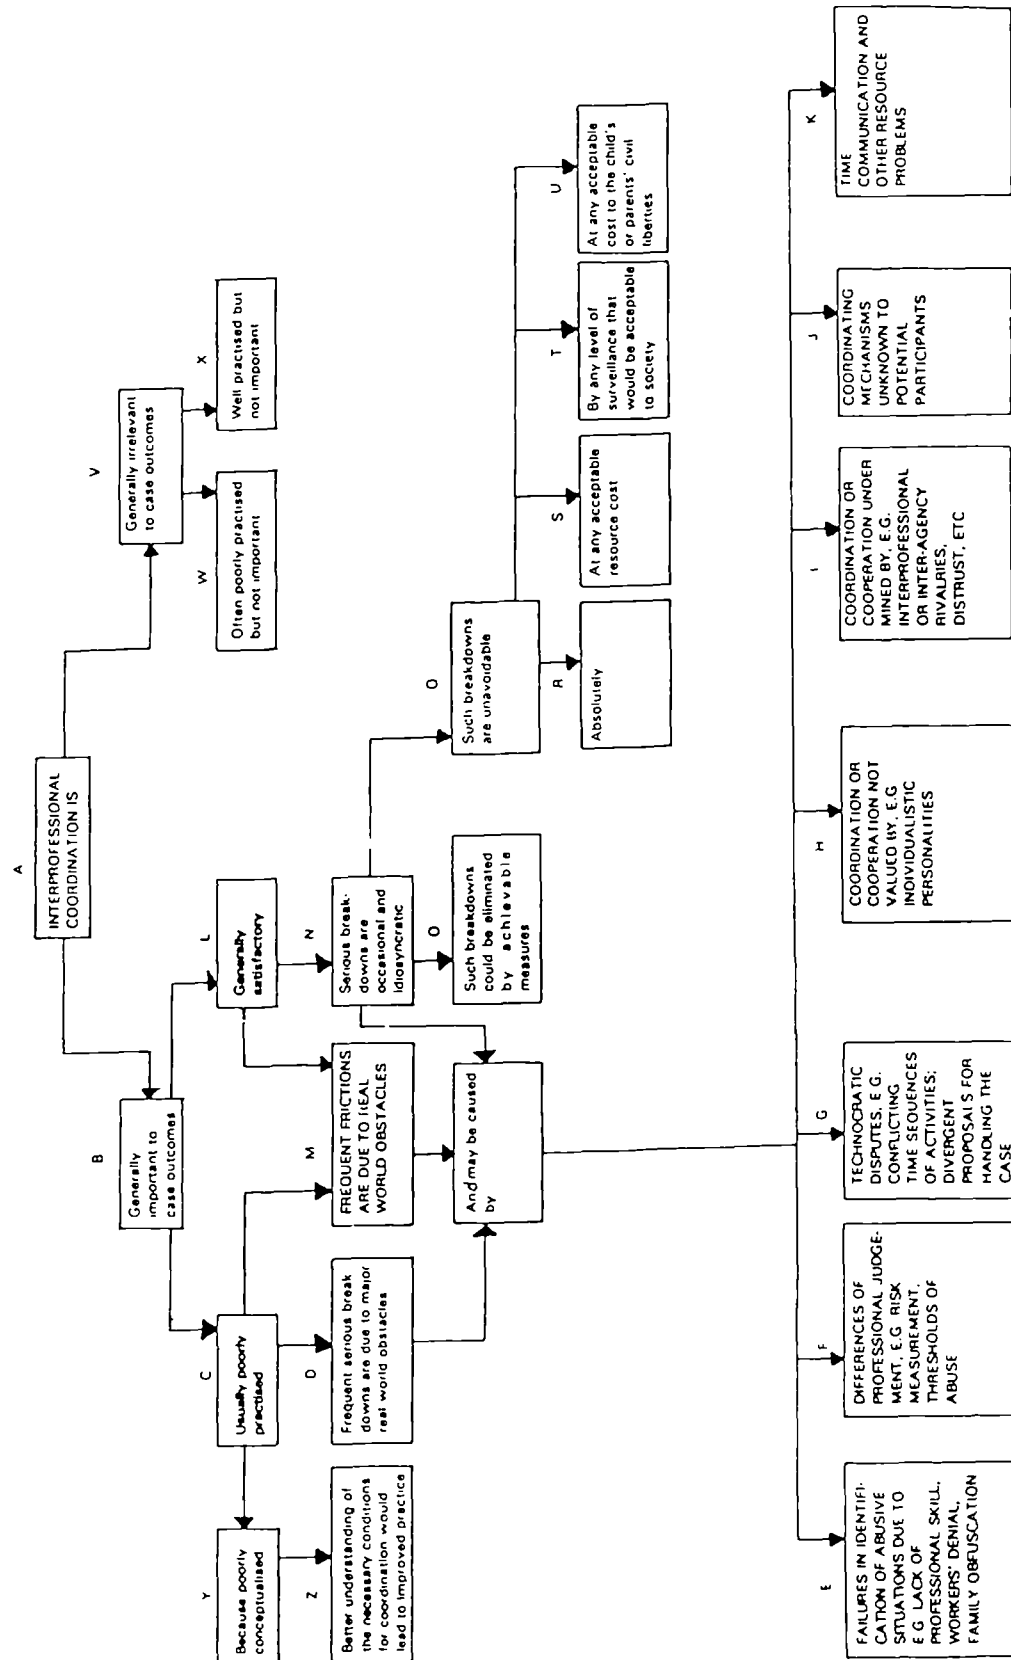 A
INTERPROFESSIONAL
COORDINATION IS
B
Generally
important to
case outcomes
V
Generally irrelevant
to case outcomes
Y
Because poorly
conceptualised
C
Usually poorly
practised
L
Generally
satisfactory
W
Often poorly practised
but not important
X
Well practised but
not important
Z
Better understanding of
the necessary conditions
for coordination would
lead to improved practice
D
Frequent serious break
downs are due to major
real world obstacles
M
FREQUENT FRICTIONS
ARE DUE TO REAL
WORLD OBSTACLES
N
Serious break-
downs are
occasional and
idiosyncratic
And may be caused
by
O
Such breakdowns
could be eliminated
by achievable
measures
O
Such breakdowns
are unavoidable
R
Absolutely
S
At any acceptable
resource cost
T
By any level of
surveillance that
would be acceptable
to society
U
At any acceptable
cost to the child's
or parents' civil
liberties
E
FAILURES IN IDENTIFI-
CATION OF ABUSIVE
SITUATIONS DUE TO
E.G LACK OF
PROFESSIONAL SKILL,
WORKERS' DENIAL,
FAMILY OBFUSCATION
F
DIFFERENCES OF
PROFESSIONAL JUDGE-
MENT, E.G RISK
MEASUREMENT,
THRESHOLDS OF
ABUSE
G
TECHNOCRATIC
DISPUTES, E.G.
CONFLICTING
TIME SEQUENCES
OF ACTIVITIES;
DIVERGENT
PROPOSALS FOR
HANDLING THE
CASE
H
COORDINATION OR
COOPERATION NOT
VALUED BY, E.G
INDIVIDUALISTIC
PERSONALITIES
I
COORDINATION OR
COOPERATION UNDER
MINED BY, E.G.
INTERPROFESSIONAL
OR INTER-AGENCY
RIVALRIES,
DISTRUST, ETC
J
COORDINATING
MECHANISMS
UNKNOWN TO
POTENTIAL
PARTICIPANTS
K
TIME
COMMUNICATION AND
OTHER RESOURCE
PROBLEMS